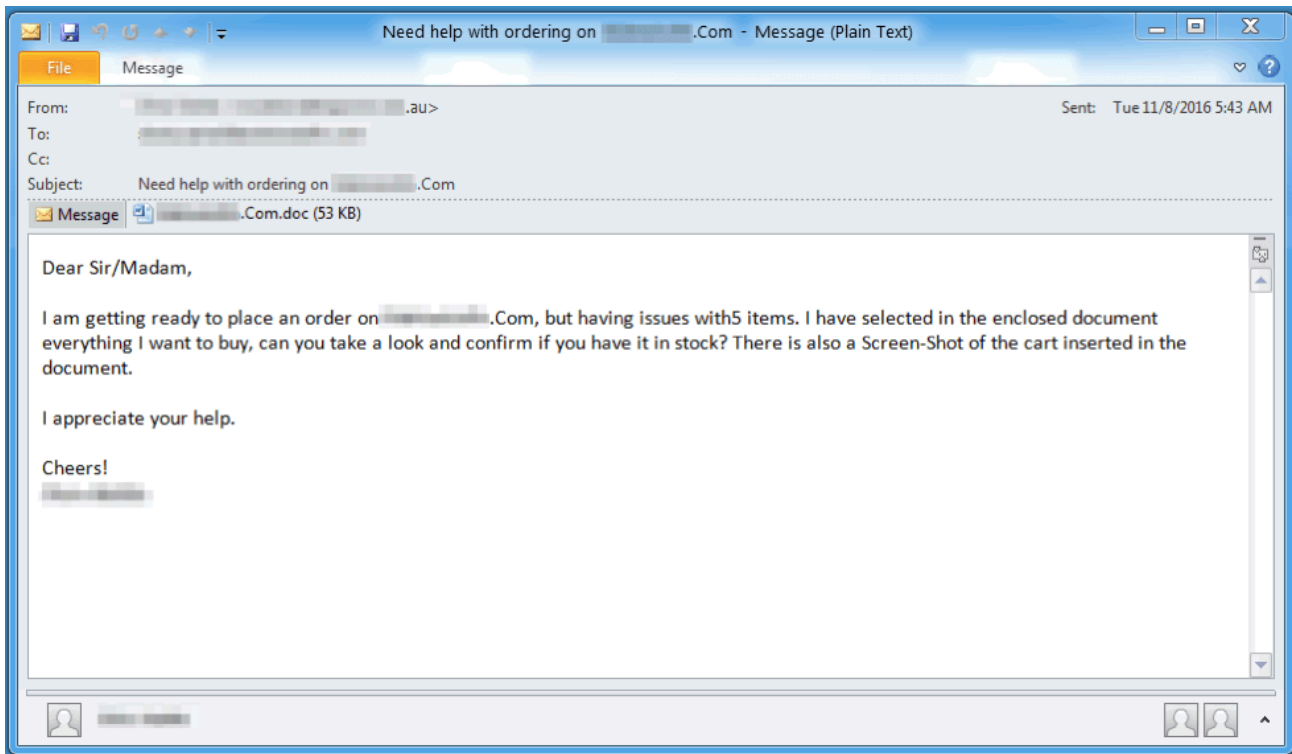 Need help with ordering on .Com - Message (Plain Text)
File Message
From: .au> Sent: Tue 11/8/2016 5:43 AM
To:
Cc:
Subject: Need help with ordering on .Com
Message .Com.doc (53 KB)
Dear Sir/Madam,
I am getting ready to place an order on .Com, but having issues with5 items. I have selected in the enclosed document
everything I want to buy, can you take a look and confirm if you have it in stock? There is also a Screen-Shot of the cart inserted in the
document.
I appreciate your help.
Cheers!